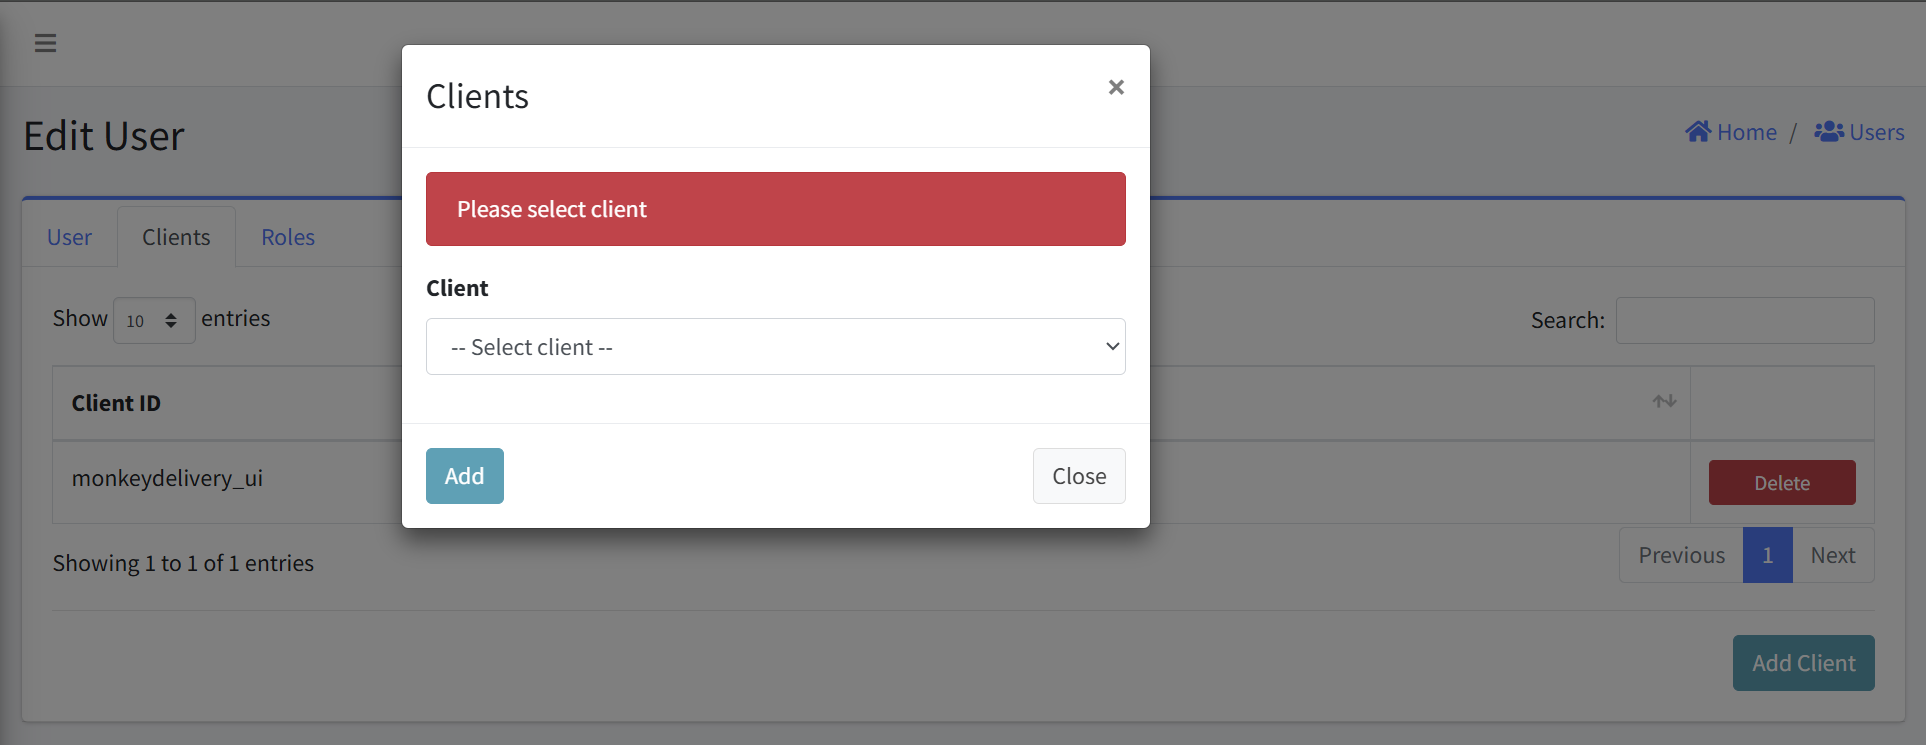 Clients
×
Edit User
Home / Users
Please select client
User
Clients
Roles
Client
Show 10 entries
Search:
-- Select client --
Client ID
monkeydelivery_ui
Delete
Add
Close
Showing 1 to 1 of 1 entries
Previous 1 Next
Add Client